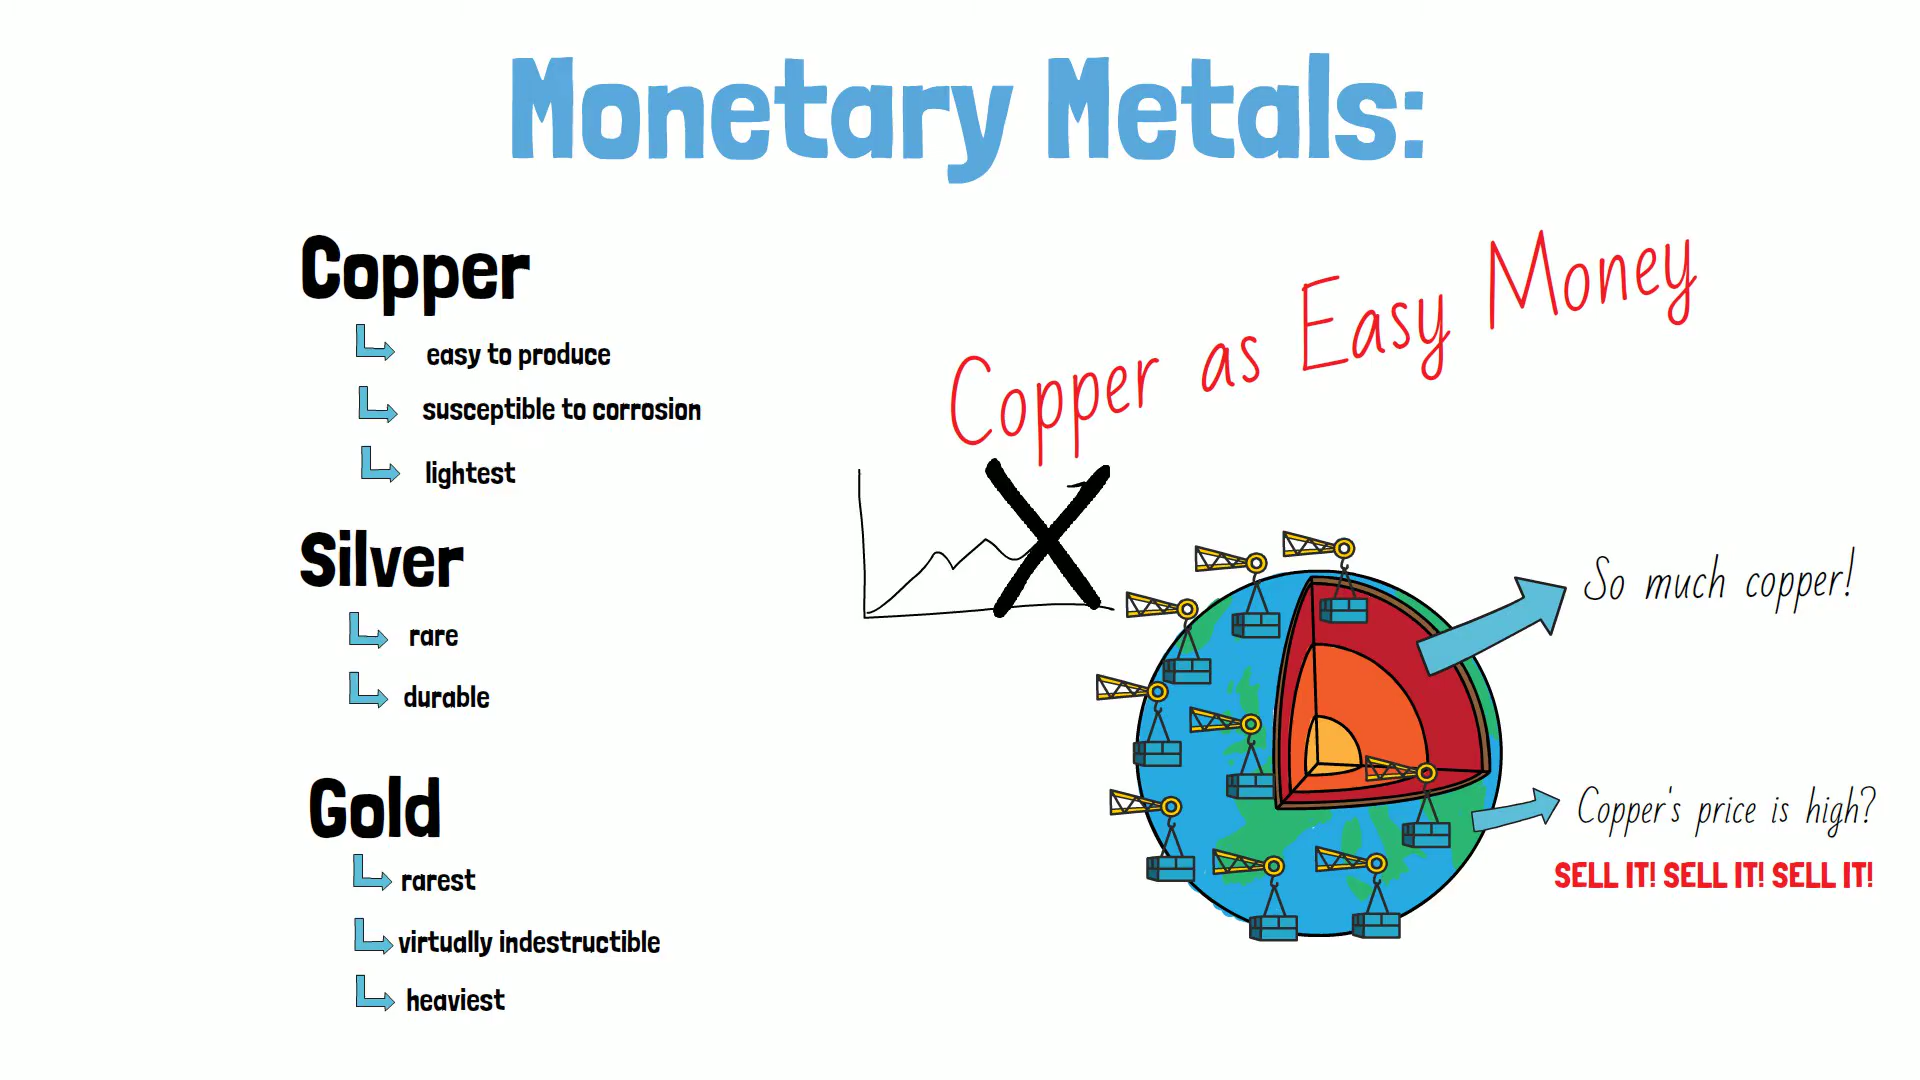 Monetary Metals:
Copper
easy to produce
susceptible to corrosion
lightest
Silver
rare
durable
Gold
rarest
virtually indestructible
heaviest
Copper as Easy Money
So much copper!
Copper's price is high?
SELL IT! SELL IT! SELL IT!